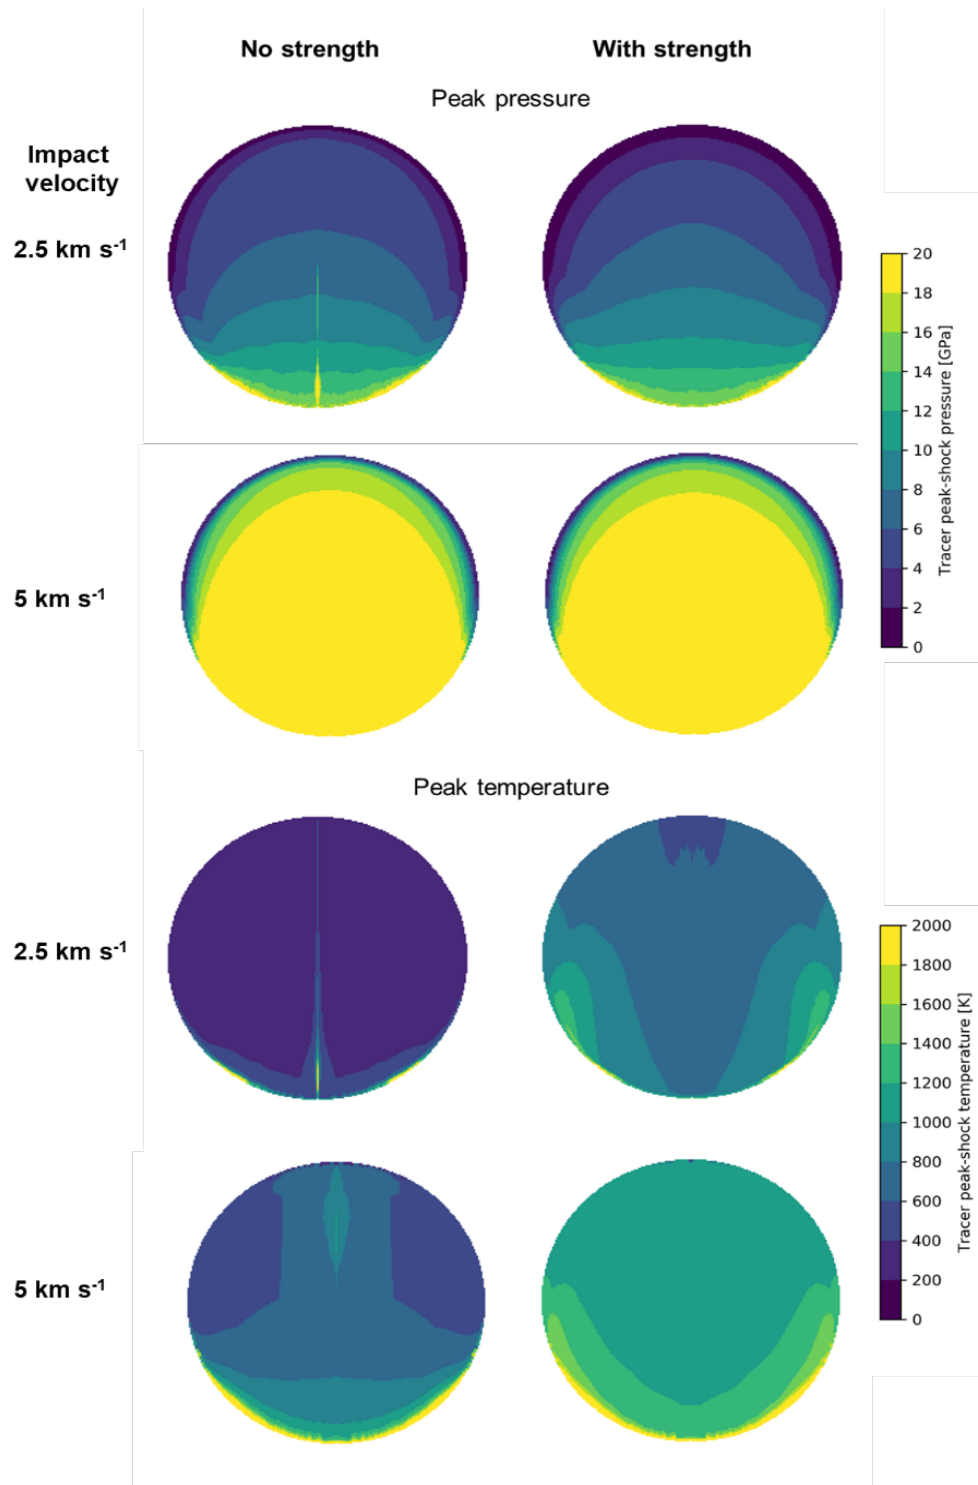 No strength
With strength
Peak pressure
Impact
velocity
2.5 km s-1
20
18
16
14
12
10
8
6
4
2
0
Tracer peak-shock pressure [GPa]
5 km s-1
Peak temperature
2.5 km s-1
2000
1800
1600
1400
1200
1000
800
600
400
200
0
Tracer peak-shock temperature [K]
5 km s-1